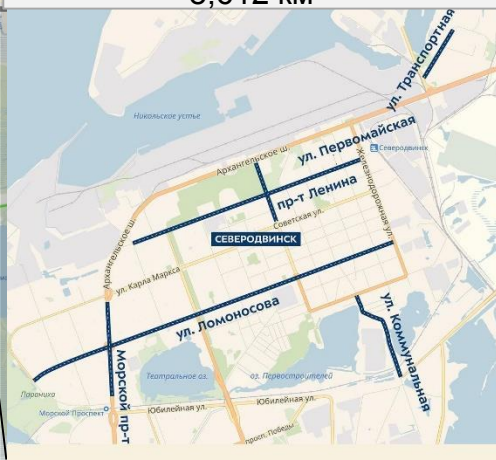 ул. Транспортная
Никольское устье
ул. Первомайская
Северодвинск
Архангельское ш.
Железнодорожная ул.
пр-т Ленина
Советская ул.
СЕВЕРОДВИНСК
Архангельское ш.
ул. Карла Маркса
ул. Ломоносова
ул. Коммунальная
Морской пр-т
Театральное оз.
оз. Первостроителей
Параниха
Морской Проспект
Юбилейная ул.
Юбилейная ул.
просп. Победы